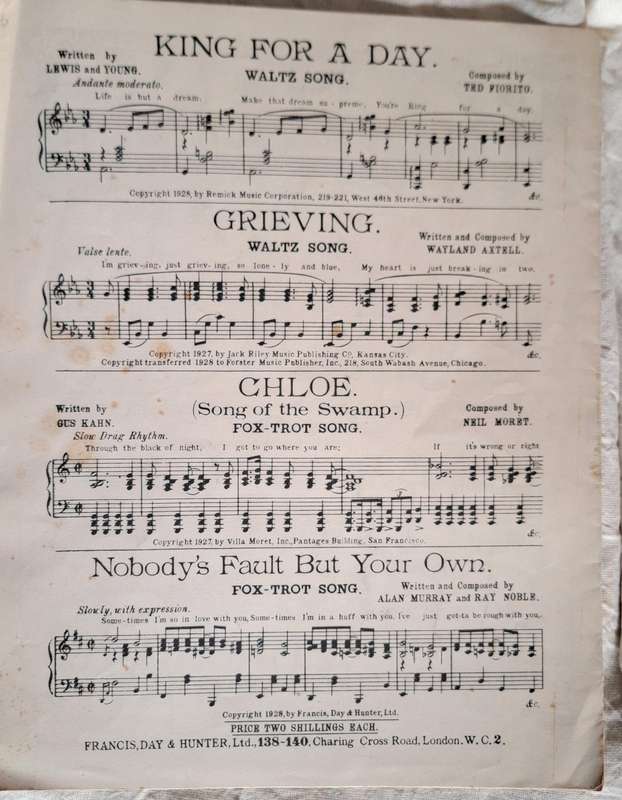 KING FOR A DAY.
Written by
LEWIS and YOUNG.
WALTZ SONG.
Composed by
TED FIORITO.
Andante moderato.
Life is but a dream. Make that dream su - preme, You're King for a day.
&c.
Copyright 1928, by Remick Music Corporation, 219-221, West 46th Street, New York.
GRIEVING.
WALTZ SONG.
Written and Composed by
WAYLAND AXTELL.
Valse lente.
I'm griev-ing, just griev-ing, so lone-ly and blue, My heart is just break-ing in two.
&c.
Copyright 1927, by Jack Riley Music Publishing Co, Kansas City.
Copyright transferred 1928 to Forster Music Publisher, Inc., 218, South Wabash Avenue, Chicago.
CHLOE.
(Song of the Swamp.)
Written by
GUS KAHN.
FOX-TROT SONG.
Composed by
NEIL MORET.
Slow Drag Rhythm.
Through the black of night, I got to go where you are; If it's wrong or right
&c.
Copyright 1927, by Villa Moret, Inc., Pantages Building, San Francisco.
Nobody's Fault But Your Own.
FOX-TROT SONG.
Written and Composed by
ALAN MURRAY and RAY NOBLE.
Slowly, with expression.
Some-times I'm so in love with you, Some-times I'm in a huff with you, I've just got-ta be rough with you,
&c.
Copyright 1928, by Francis, Day & Hunter, Ltd.
PRICE TWO SHILLINGS EACH.
FRANCIS, DAY & HUNTER, Ltd., 138-140, Charing Cross Road, London. W. C. 2.